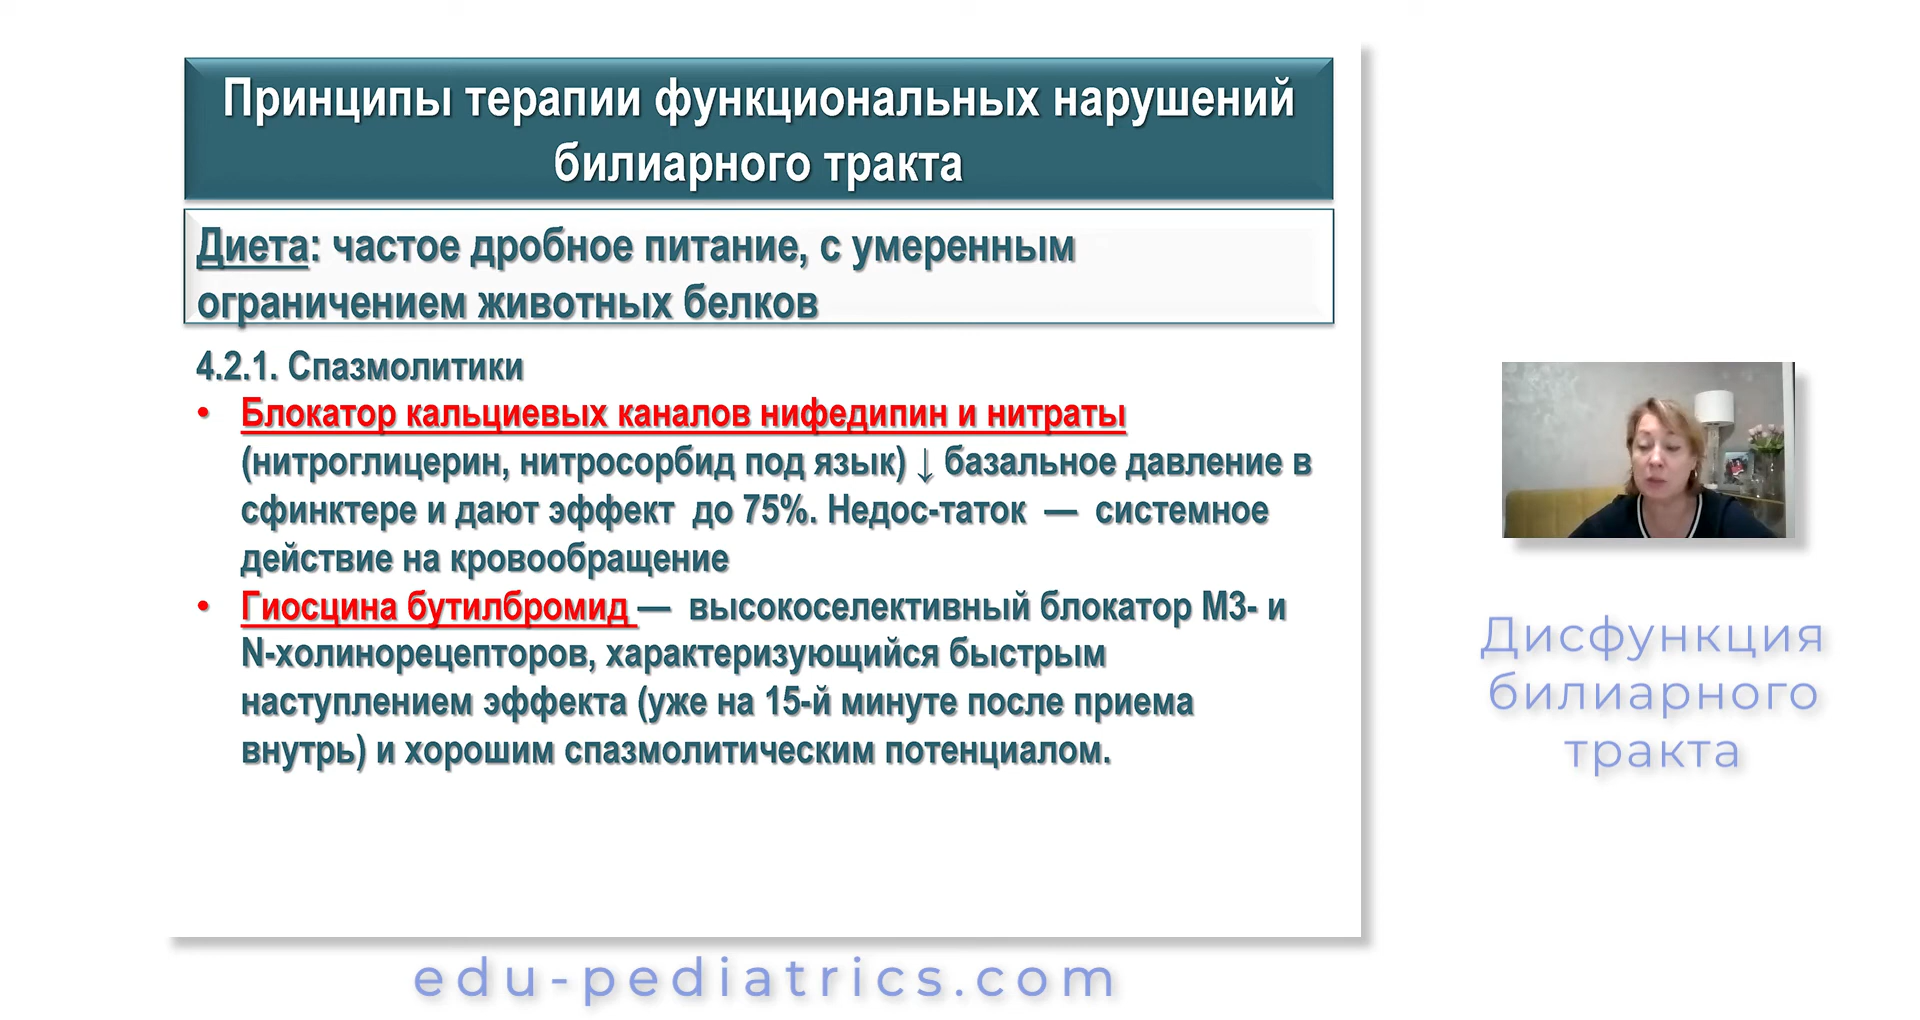 Принципы терапии функциональных нарушений
билиарного тракта
Диета: частое дробное питание, с умеренным
ограничением животных белков
4.2.1. Спазмолитики
• Блокатор кальциевых каналов нифедипин и нитраты
(нитроглицерин, нитросорбид под язык) ↓ базальное давление в
сфинктере и дают эффект до 75%. Недос-таток — системное
действие на кровообращение
• Гиосцина бутилбромид — высокоселективный блокатор М3- и
N-холинорецепторов, характеризующийся быстрым
наступлением эффекта (уже на 15-й минуте после приема
внутрь) и хорошим спазмолитическим потенциалом.
Дисфункция
билиарного
тракта
edu-pediatrics.com